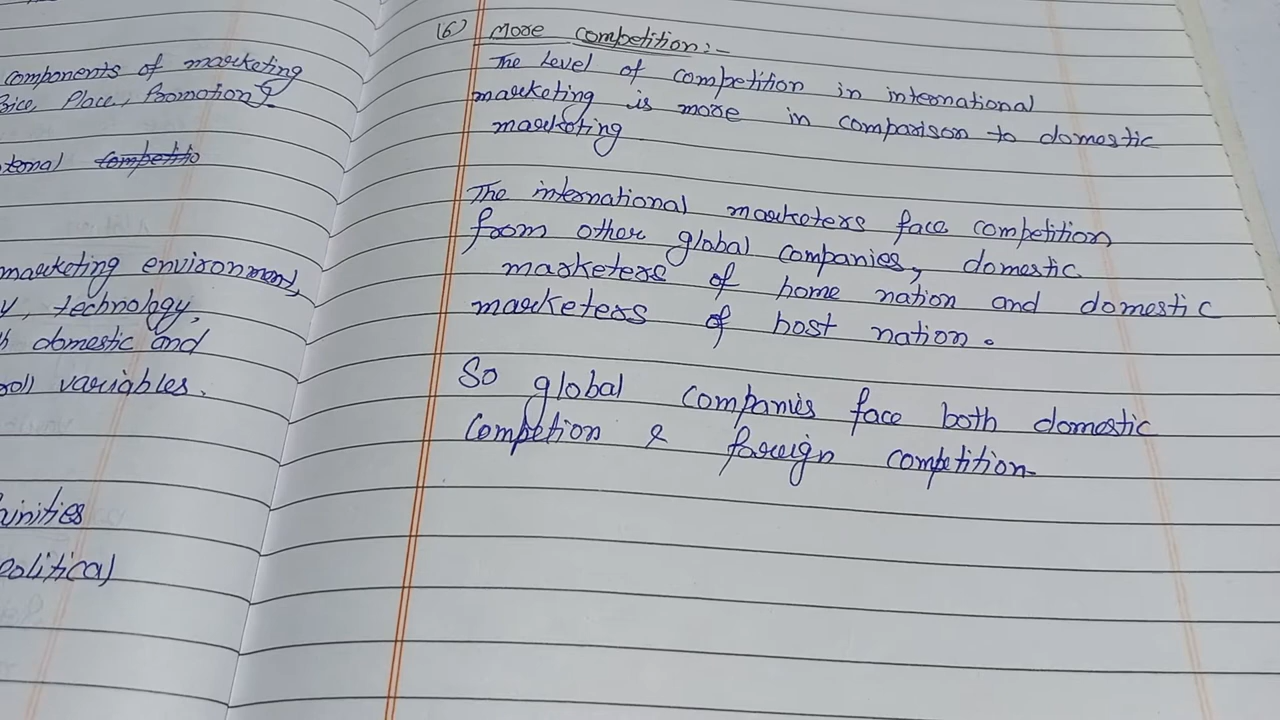 components of marketing
Price, Place, Promotion?
competitio
marketing environment,
y, technology,
domestic and
variables.
unities
political
(6) More competition:-
The Level of competition in international
marketing is more in comparison to domestic
marketing
The international marketers face competition
from other global companies, domestic
marketers of home nation and domestic
marketers of host nation.
So global companies face both domestic
Competion & foreign competition